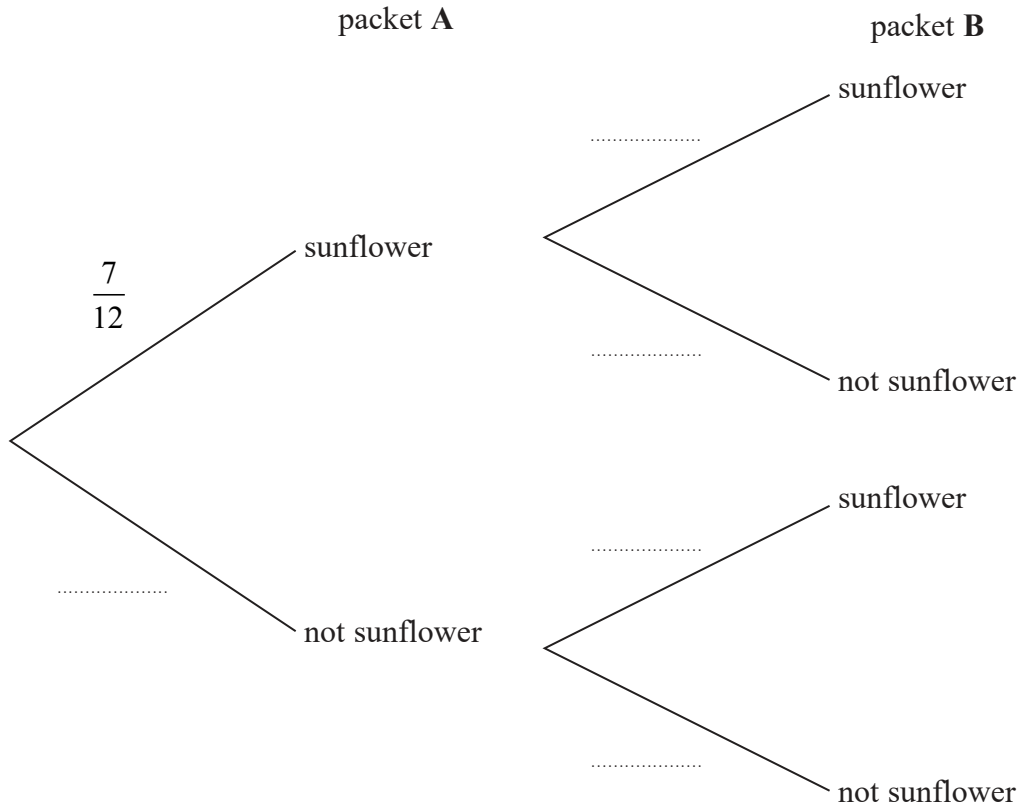 packet A
packet B
sunflower
....................
sunflower
7
12
....................
not sunflower
sunflower
....................
....................
not sunflower
....................
not sunflower